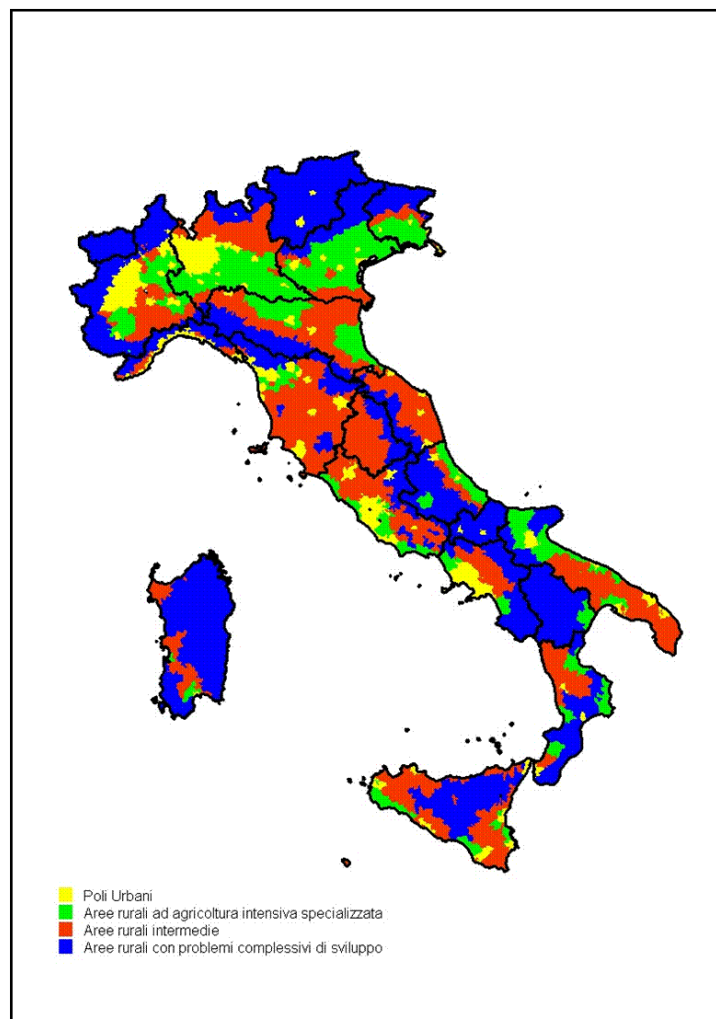 Poli Urbani
Aree rurali ad agricoltura intensiva specializzata
Aree rurali intermedie
Aree rurali con problemi complessivi di sviluppo